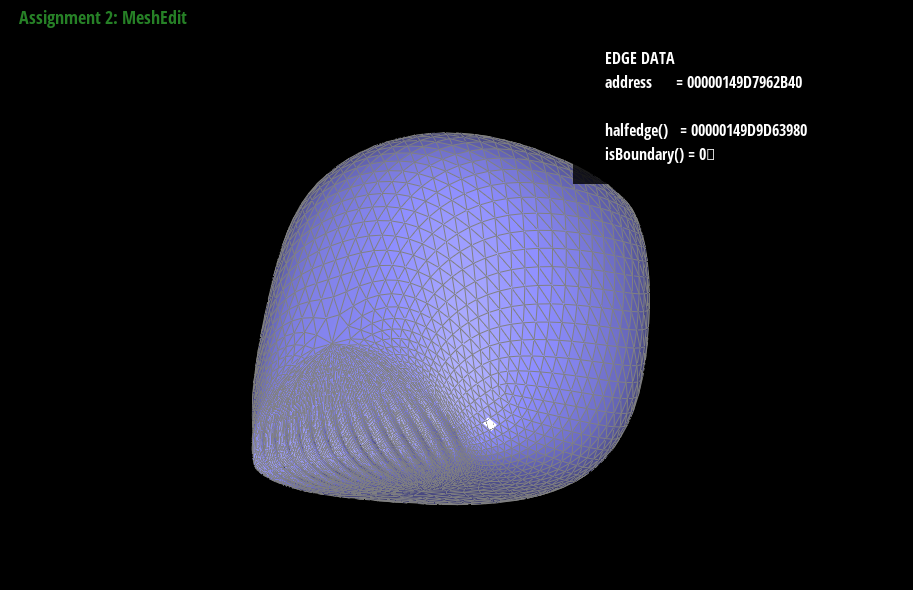 Assignment 2: MeshEdit
EDGE DATA
address = 00000149D7962B40
halfedge() = 00000149D9D63980
isBoundary() = 0